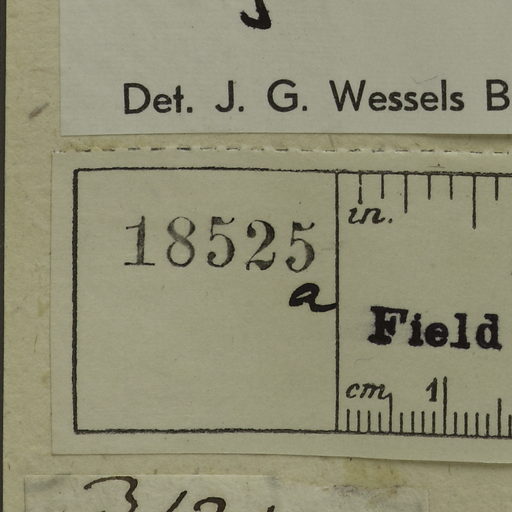 Det. J. G. Wessels B
in.
18525
a
Field
cm 1